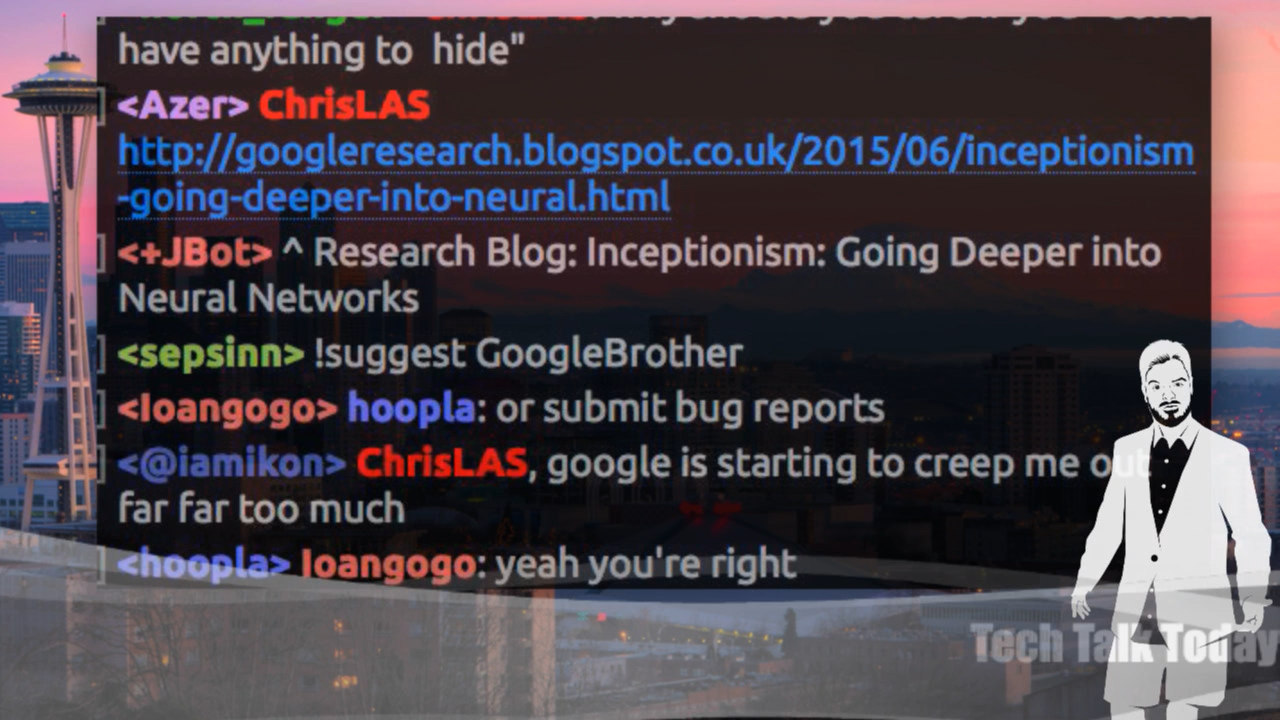 have anything to  hide"
<Azer> ChrisLAS
http://googleresearch.blogspot.co.uk/2015/06/inceptionism
-going-deeper-into-neural.html
<+JBot> ^ Research Blog: Inceptionism: Going Deeper into
Neural Networks
<sepsinn> !suggest GoogleBrother
<Ioangogo> hoopla: or submit bug reports
<@iamikon> ChrisLAS, google is starting to creep me out
far far too much
<hoopla> Ioangogo: yeah you're right
Tech Talk Today